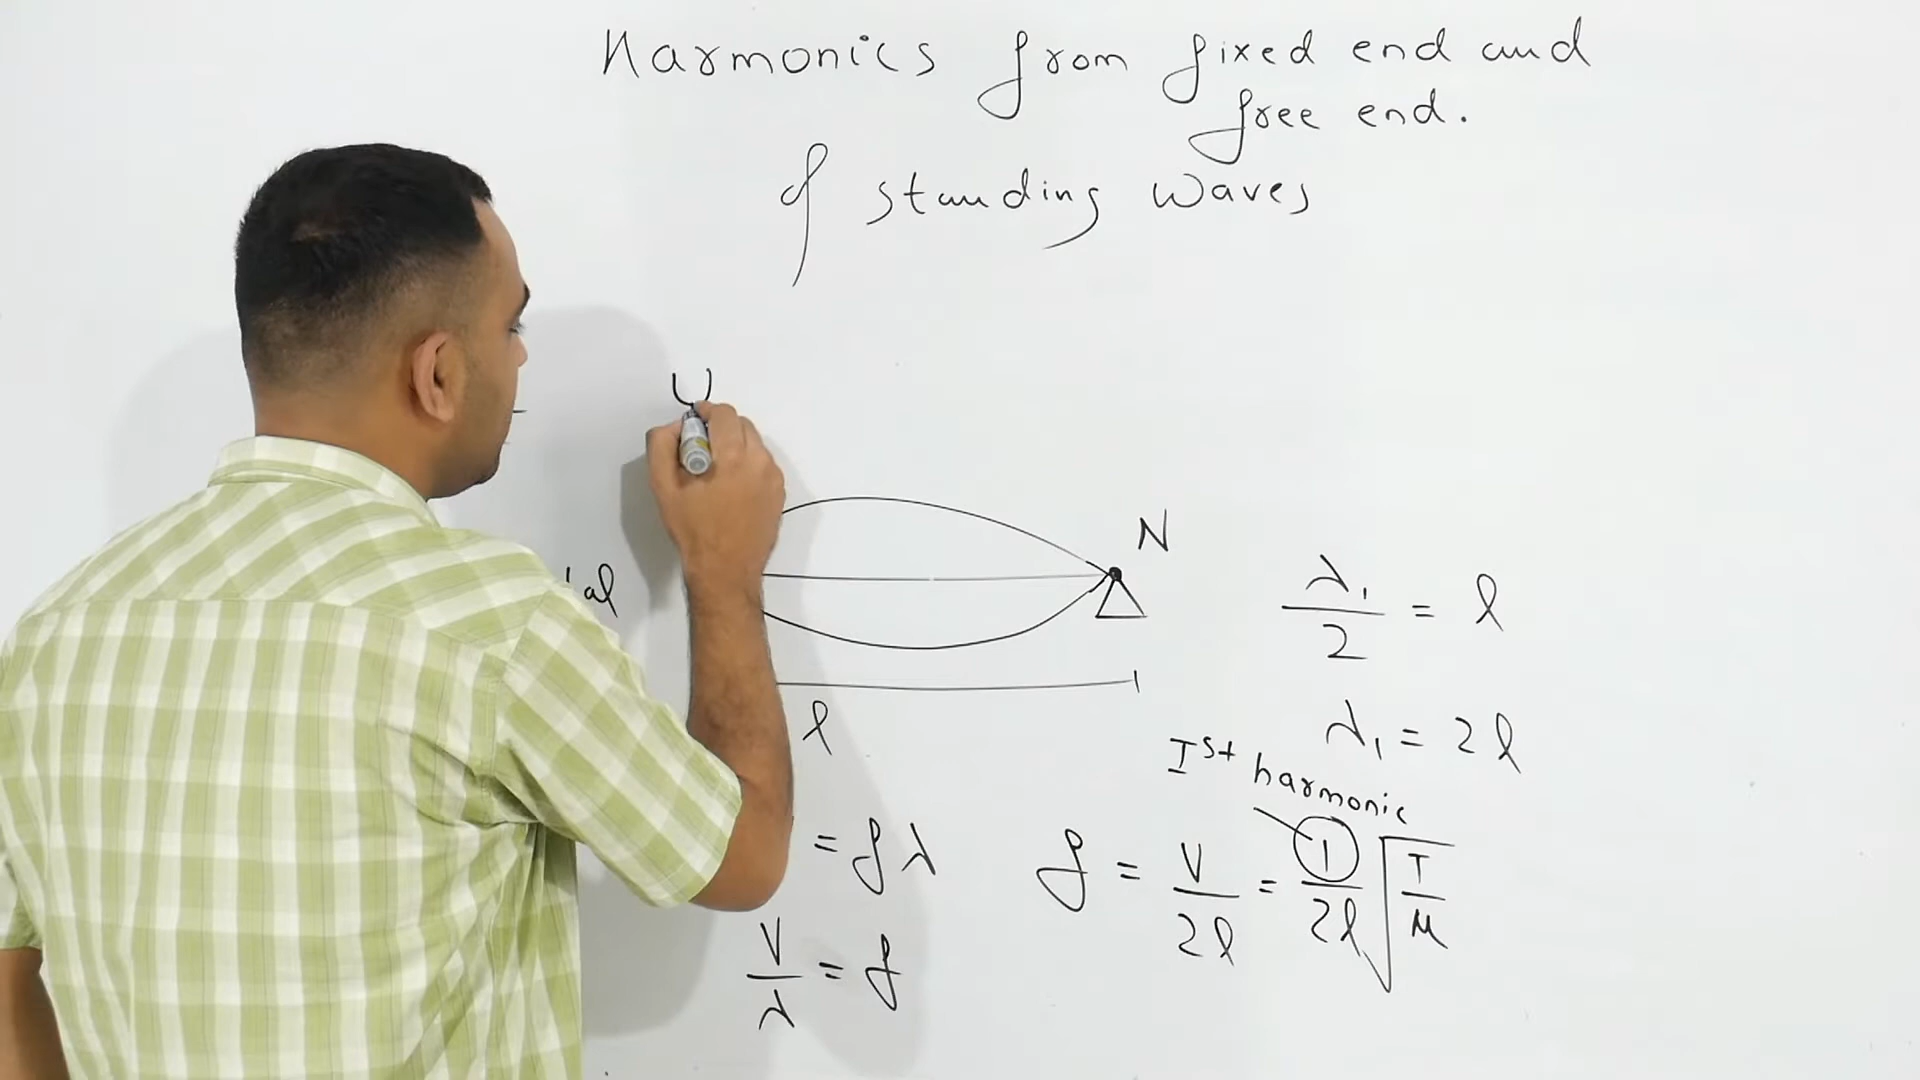 Harmonics from fixed end and
free end.
of standing waves
N
λ₁/2 = l
λ₁ = 2l
l
Ist harmonic
= fλ
f = V/2l = 1/2l √T/μ
V/λ = f